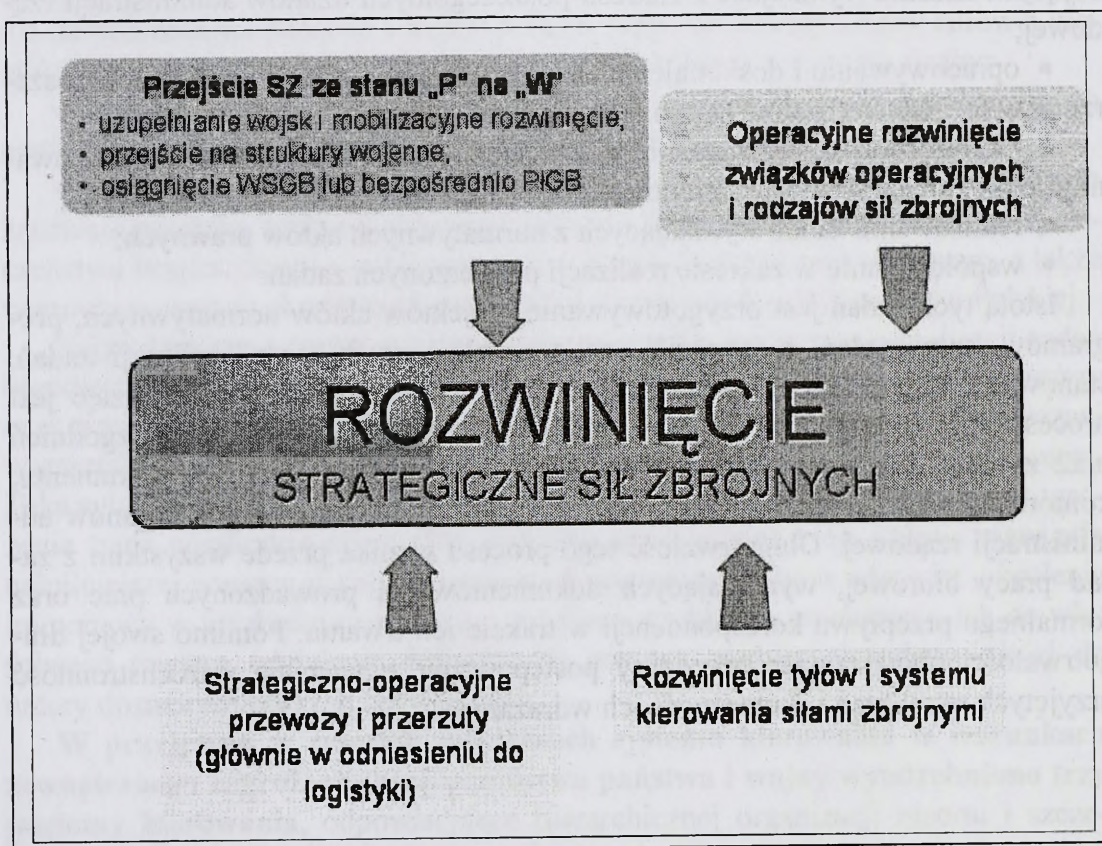 Przejście SZ ze stanu „P” na „W”
• uzupełnianie wojsk i mobilizacyjne rozwinięcie,
• przejście na struktury wojenne,
• osiągnięcie WSGB lub bezpośrednio PIGB
Operacyjne rozwinięcie
związków operacyjnych
i rodzajów sił zbrojnych
ROZWINIĘCIE
STRATEGICZNE SIŁ ZBROJNYCH
Strategiczno-operacyjne
przewozy i przerzuty
(głównie w odniesieniu do
logistyki)
Rozwinięcie tyłów i systemu
kierowania siłami zbrojnymi